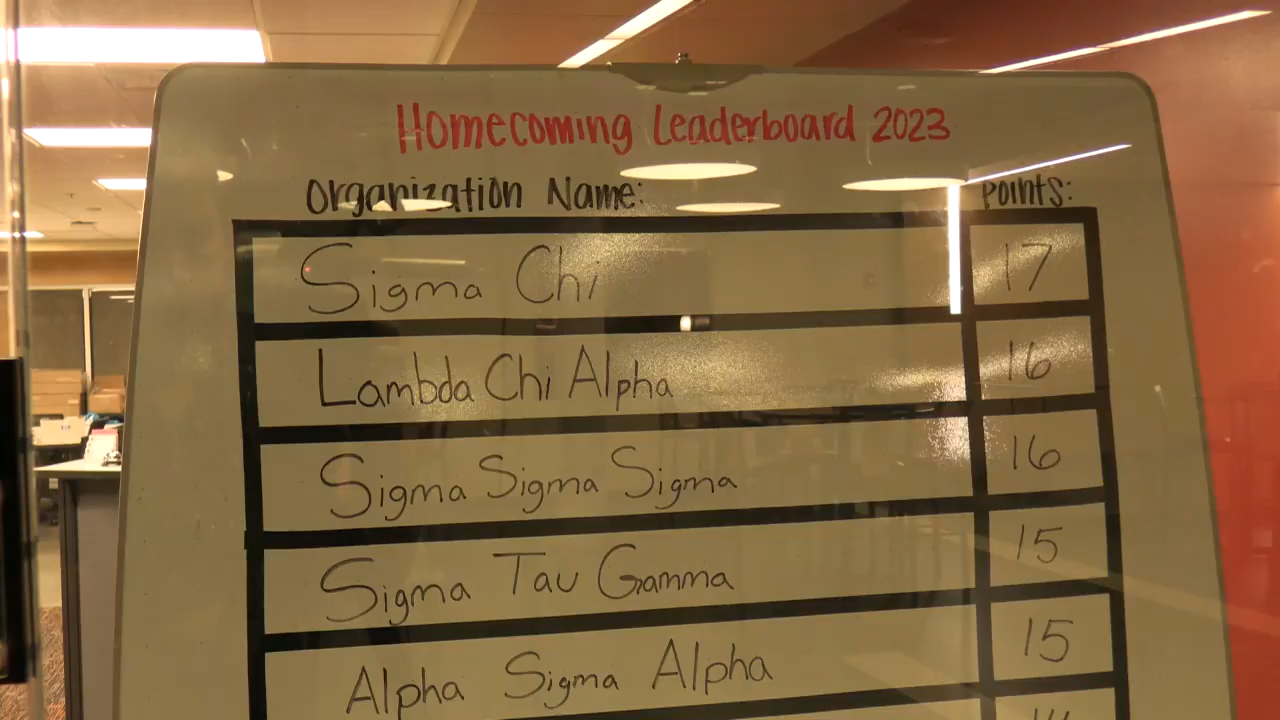 Homecoming Leaderboard 2023
Organization Name: Points:
Sigma Chi 17
Lambda Chi Alpha 16
Sigma Sigma Sigma 16
Sigma Tau Gamma 15
Alpha Sigma Alpha 15